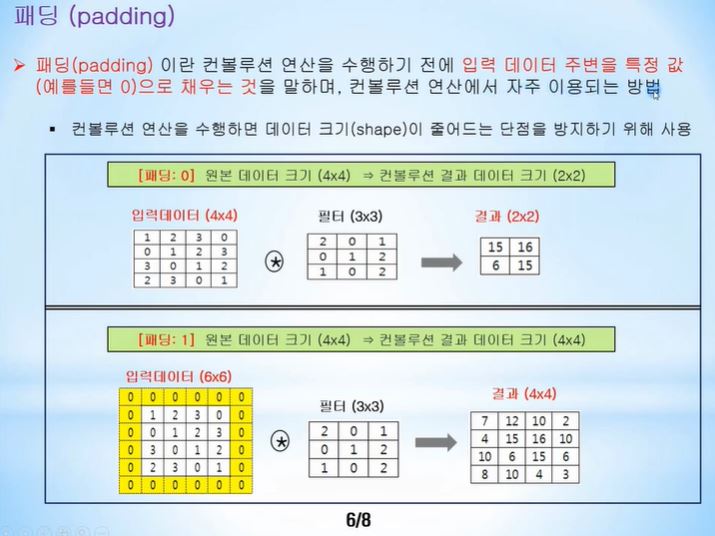 패딩 (padding)
➢ 패딩(padding) 이란 컨볼루션 연산을 수행하기 전에 입력 데이터 주변을 특정 값
(예를들면 0)으로 채우는 것을 말하며, 컨볼루션 연산에서 자주 이용되는 방법
▪ 컨볼루션 연산을 수행하면 데이터 크기(shape)이 줄어드는 단점을 방지하기 위해 사용
[패딩: 0] 원본 데이터 크기 (4x4) ⇒ 컨볼루션 결과 데이터 크기 (2x2)
입력데이터 (4x4) 필터 (3x3) 결과 (2x2)
1 2 3 0
0 1 2 3
3 0 1 2
2 3 0 1
2 0 1
0 1 2
1 0 2
15 16
6 15
[패딩: 1] 원본 데이터 크기 (4x4) ⇒ 컨볼루션 결과 데이터 크기 (4x4)
입력데이터 (6x6) 필터 (3x3) 결과 (4x4)
0 0 0 0 0 0
0 1 2 3 0 0
0 0 1 2 3 0
0 3 0 1 2 0
0 2 3 0 1 0
0 0 0 0 0 0
2 0 1
0 1 2
1 0 2
7 12 10 2
4 15 16 10
10 6 15 6
8 10 4 3
6/8